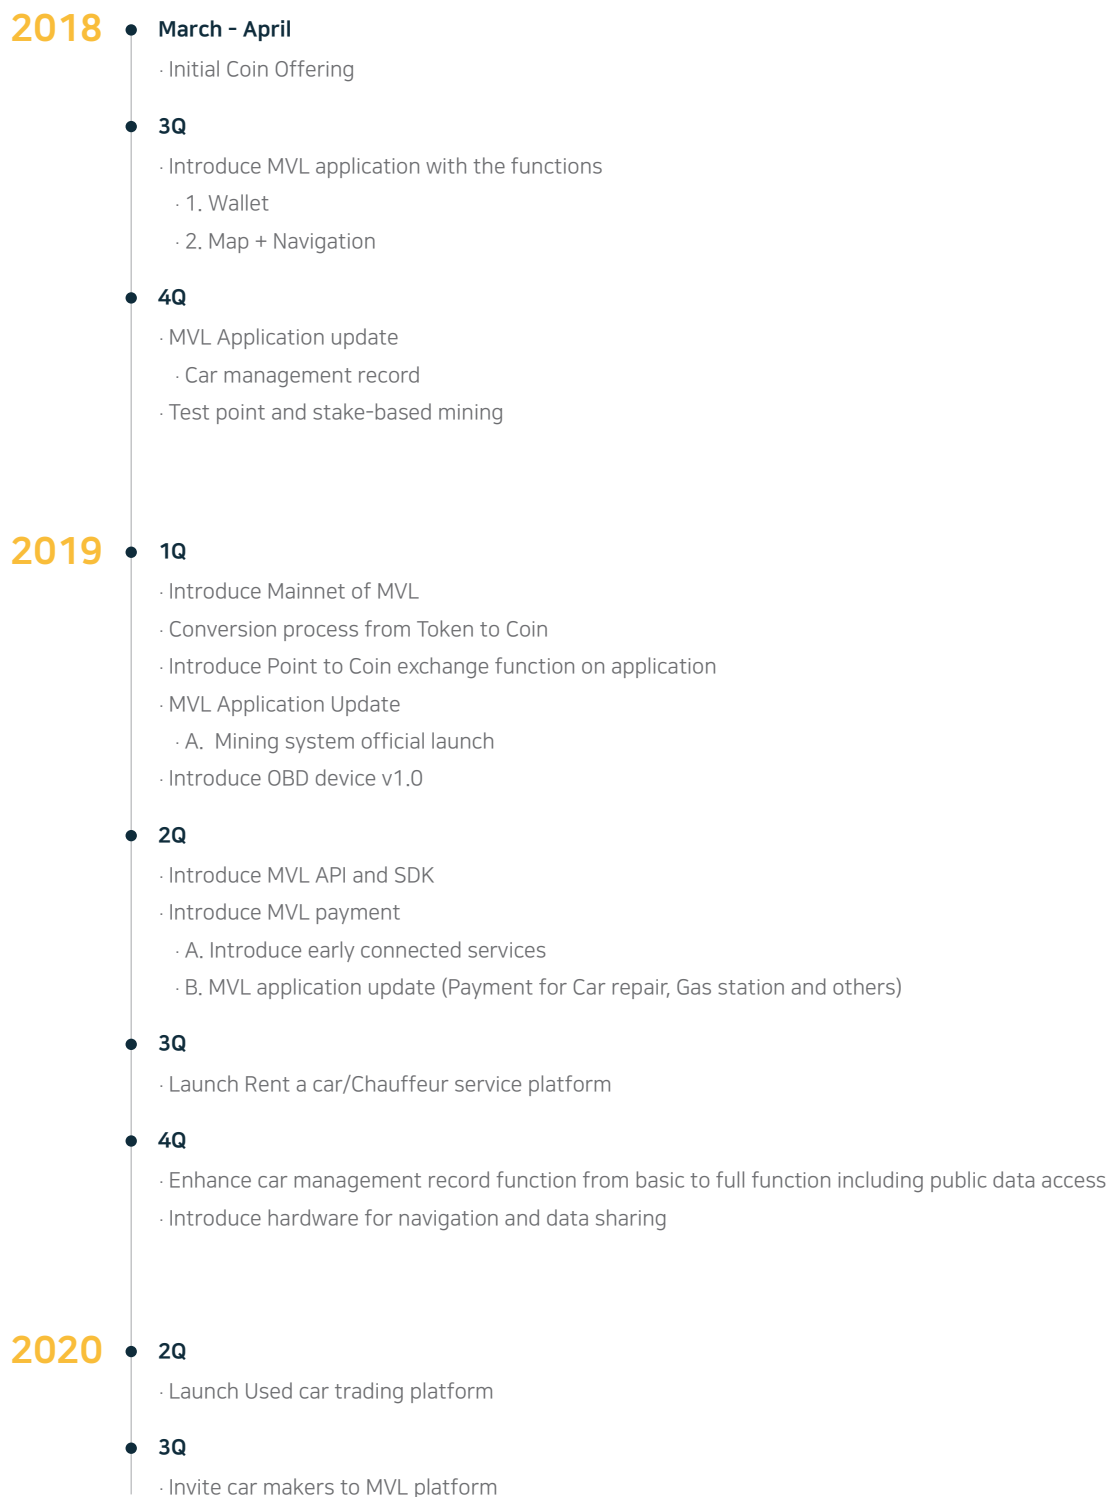 2018 March - April
· Initial Coin Offering
3Q
· Introduce MVL application with the functions
· 1. Wallet
· 2. Map + Navigation
4Q
· MVL Application update
· Car management record
· Test point and stake-based mining
2019 1Q
· Introduce Mainnet of MVL
· Conversion process from Token to Coin
· Introduce Point to Coin exchange function on application
· MVL Application Update
· A. Mining system official launch
· Introduce OBD device v1.0
2Q
· Introduce MVL API and SDK
· Introduce MVL payment
· A. Introduce early connected services
· B. MVL application update (Payment for Car repair, Gas station and others)
3Q
· Launch Rent a car/Chauffeur service platform
4Q
· Enhance car management record function from basic to full function including public data access
· Introduce hardware for navigation and data sharing
2020 2Q
· Launch Used car trading platform
3Q
· Invite car makers to MVL platform